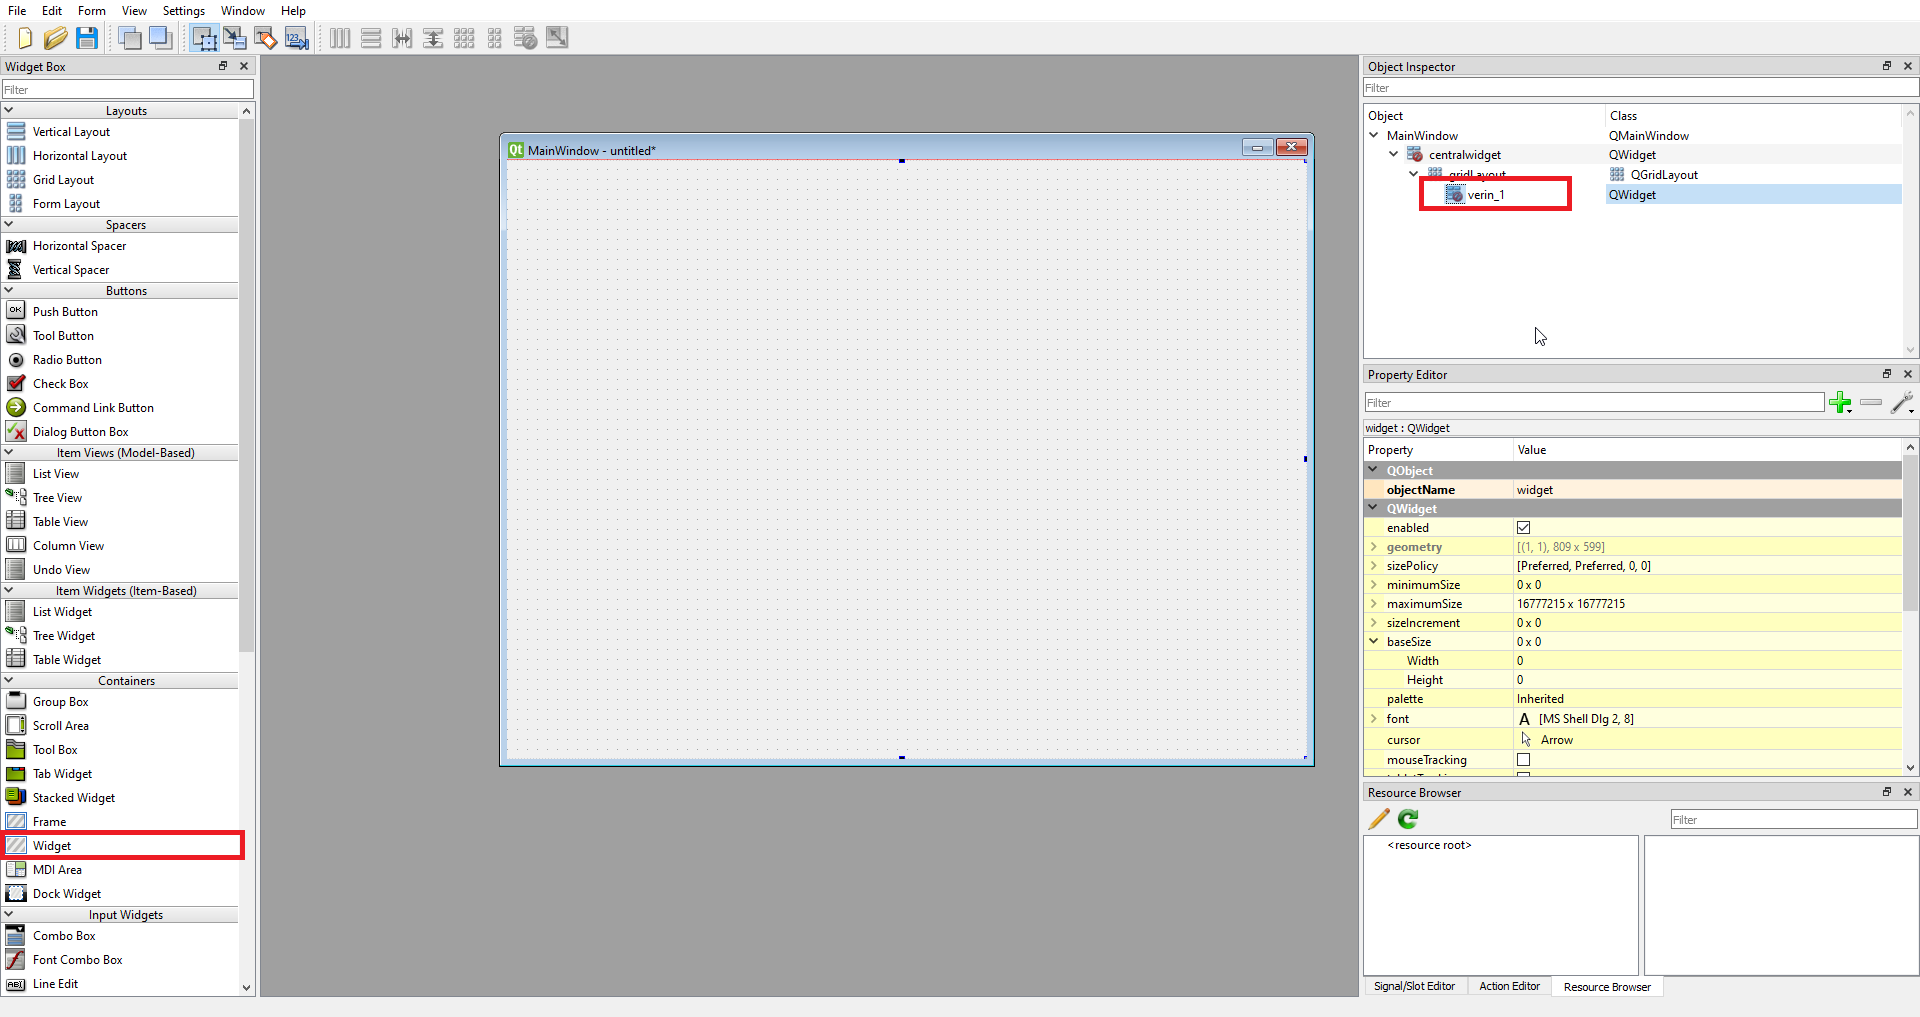 File Edit Form View Settings Window Help
Widget Box
Filter
Layouts
Vertical Layout
Horizontal Layout
Grid Layout
Form Layout
Spacers
Horizontal Spacer
Vertical Spacer
Buttons
OK Push Button
Tool Button
Radio Button
Check Box
Command Link Button
Dialog Button Box
Item Views (Model-Based)
List View
Tree View
Table View
Column View
Undo View
Item Widgets (Item-Based)
List Widget
Tree Widget
Table Widget
Containers
Group Box
Scroll Area
Tool Box
Tab Widget
Stacked Widget
Frame
Widget
MDI Area
Dock Widget
Input Widgets
Combo Box
Font Combo Box
ABI Line Edit
123
Qt MainWindow - untitled*
Object Inspector
Filter
Object Class
MainWindow QMainWindow
centralwidget QWidget
gridLayout QGridLayout
verin_1 QWidget
Property Editor
Filter
widget : QWidget
Property Value
QObject
objectName widget
QWidget
enabled
geometry [(1, 1), 809 x 599]
sizePolicy [Preferred, Preferred, 0, 0]
minimumSize 0 x 0
maximumSize 16777215 x 16777215
sizeIncrement 0 x 0
baseSize 0 x 0
Width 0
Height 0
palette Inherited
font A [MS Shell Dlg 2, 8]
cursor Arrow
mouseTracking
Resource Browser
Filter
<resource root>
Signal/Slot Editor Action Editor Resource Browser